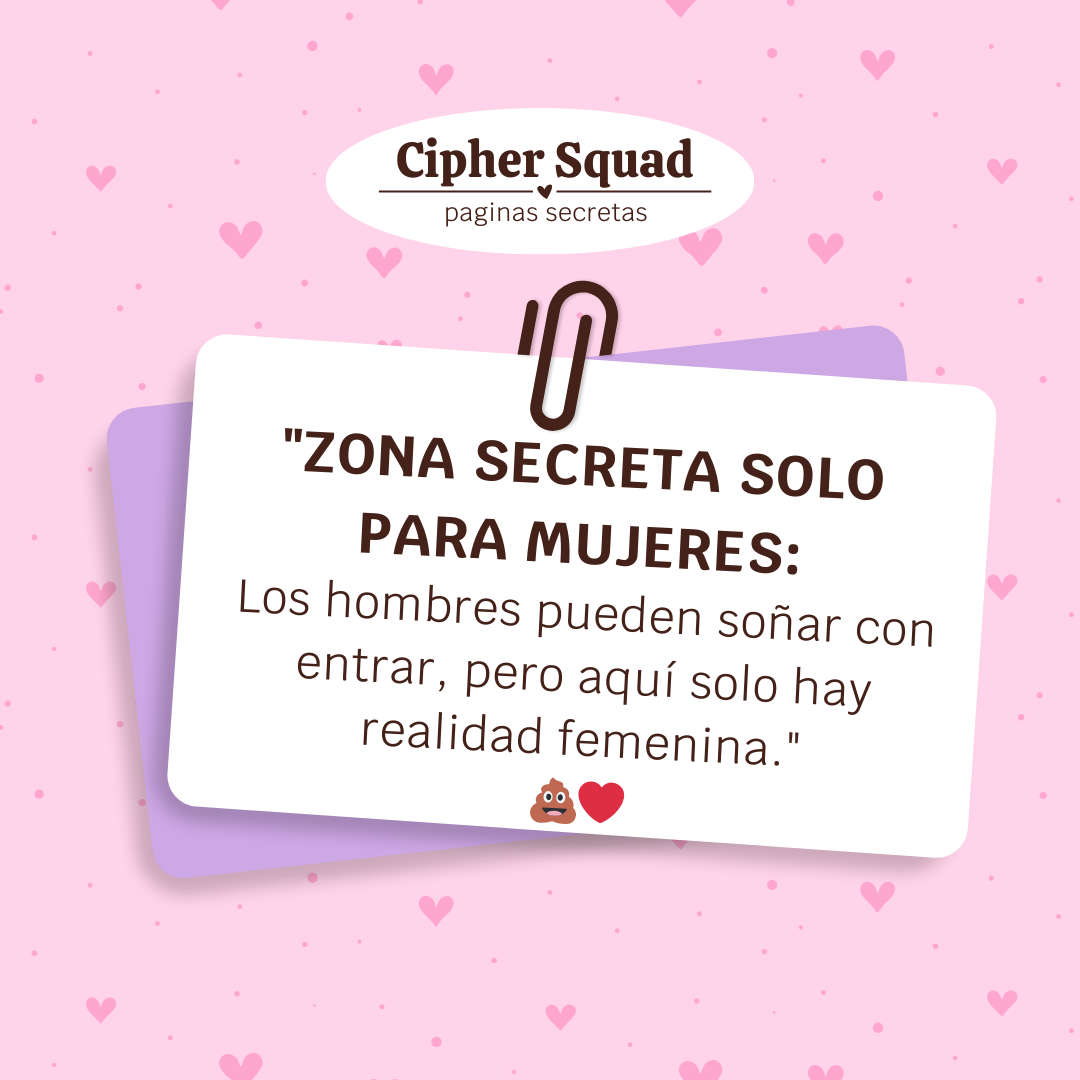 Cipher Squad
paginas secretas
"ZONA SECRETA SOLO
PARA MUJERES:
Los hombres pueden soñar con
entrar, pero aquí solo hay
realidad femenina."
💩❤️